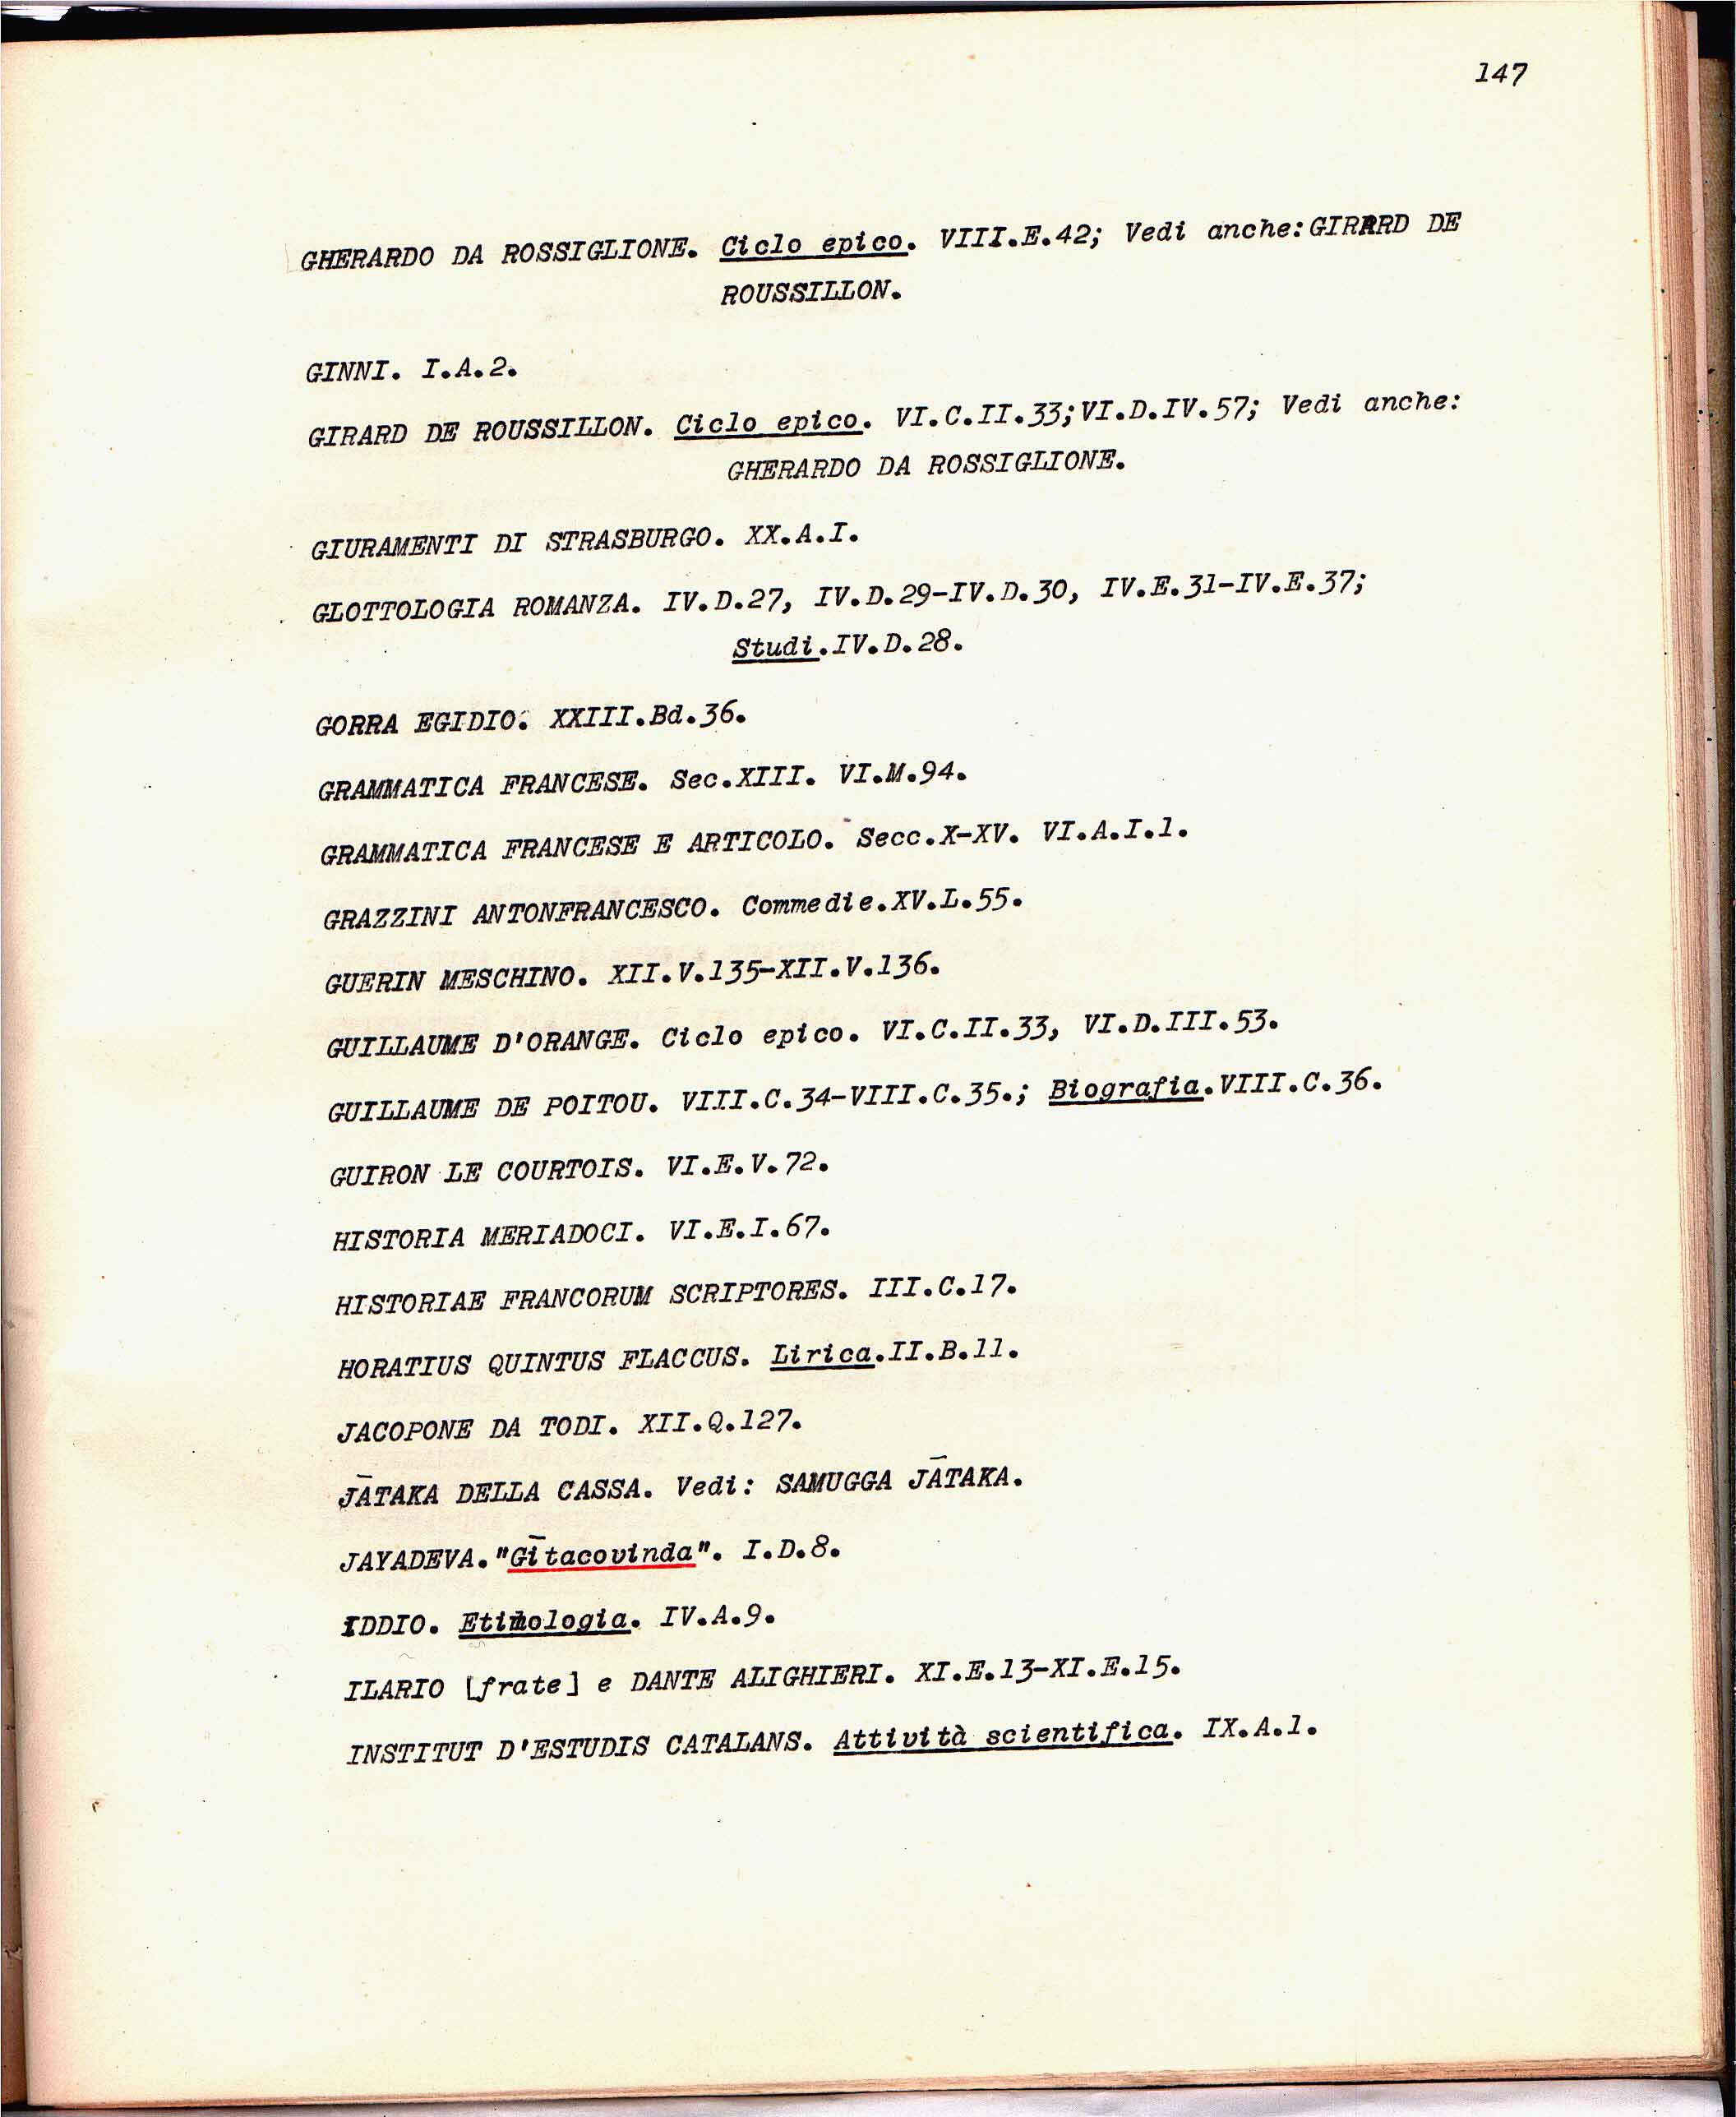 147
GHERARDO DA ROSSIGLIONE. Ciclo epico. VIII.E.42; Vedi anche:GIRARD DE
ROUSSILLON.
GINNI. I.A.2.
GIRARD DE ROUSSILLON. Ciclo epico. VI.C.II.33;VI.D.IV.57; Vedi anche:
GHERARDO DA ROSSIGLIONE.
GIURAMENTI DI STRASBURGO. XX.A.I.
GLOTTOLOGIA ROMANZA. IV.D.27, IV.D.29-IV.D.30, IV.E.31-IV.E.37;
Studi.IV.D.28.
GORRA EGIDIO. XXIII.Bd.36.
GRAMMATICA FRANCESE. Sec.XIII. VI.M.94.
GRAMMATICA FRANCESE E ARTICOLO. Secc.X-XV. VI.A.I.1.
GRAZZINI ANTONFRANCESCO. Commedie.XV.L.55.
GUERIN MESCHINO. XII.V.135-XII.V.136.
GUILLAUME D'ORANGE. Ciclo epico. VI.C.II.33, VI.D.III.53.
GUILLAUME DE POITOU. VIII.C.34-VIII.C.35.; Biografia.VIII.C.36.
GUIRON LE COURTOIS. VI.E.V.72.
HISTORIA MERIADOCI. VI.E.I.67.
HISTORIAE FRANCORUM SCRIPTORES. III.C.17.
HORATIUS QUINTUS FLACCUS. Lirica.II.B.11.
JACOPONE DA TODI. XII.Q.127.
JĀTAKA DELLA CASSA. Vedi: SAMUGGA JĀTAKA.
JAYADEVA."Gītacovinda". I.D.8.
IDDIO. Etimologia. IV.A.9.
ILARIO [frate] e DANTE ALIGHIERI. XI.E.13-XI.E.15.
INSTITUT D'ESTUDIS CATALANS. Attività scientifica. IX.A.1.